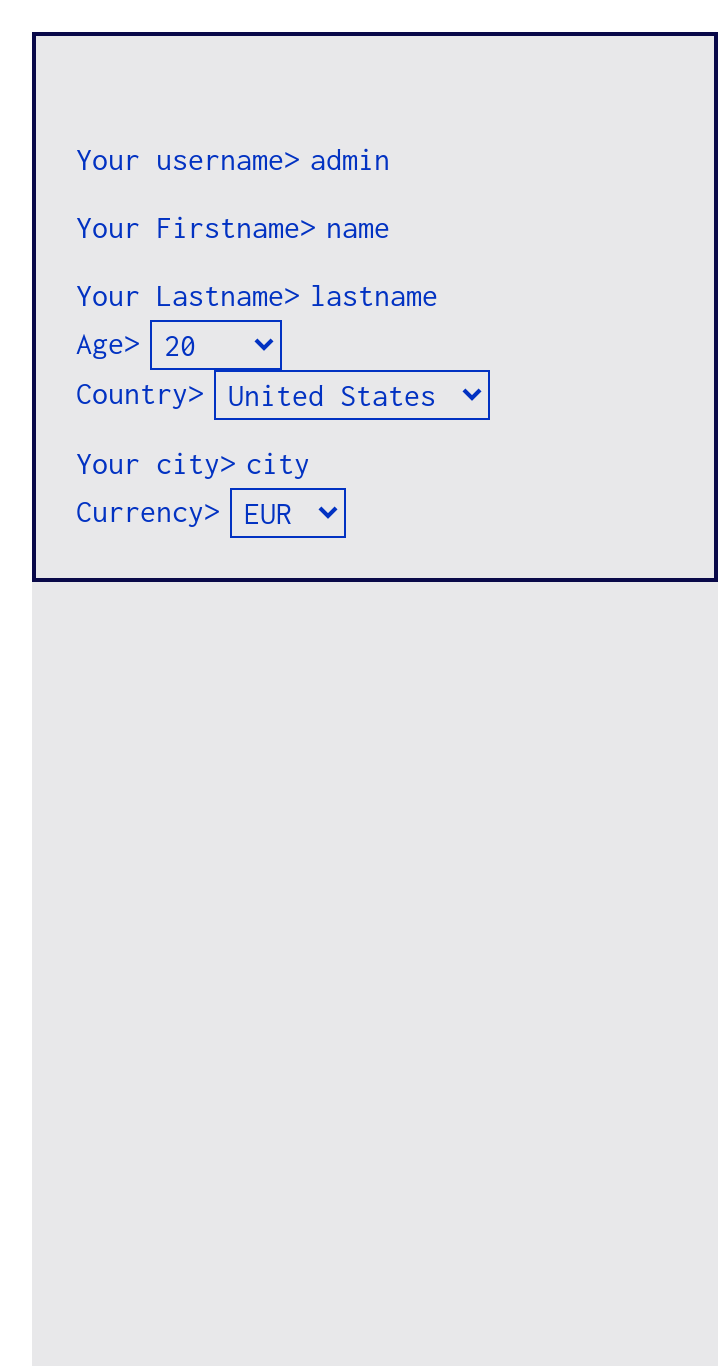 Your username> admin
Your Firstname> name
Your Lastname> lastname
Age> 20
Country> United States
Your city> city
Currency> EUR